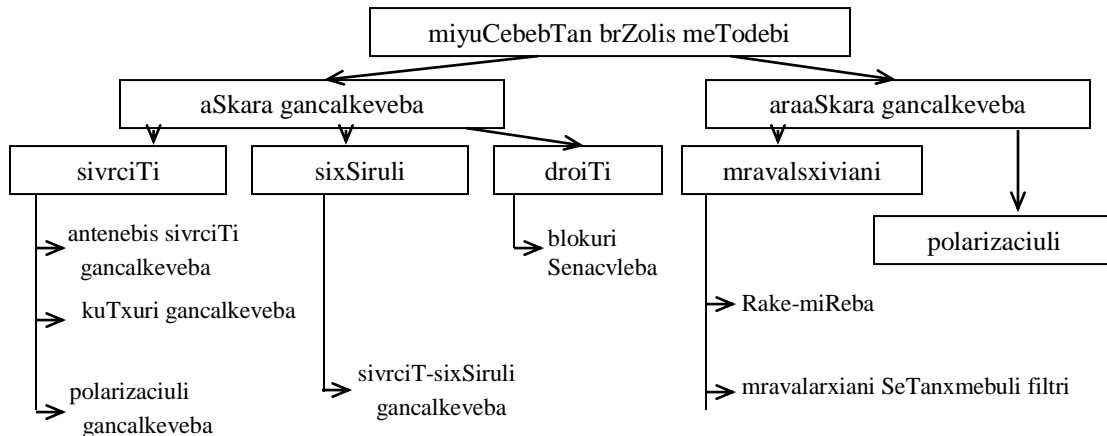 miyuCebebTan brZolis meTodebi
aSkara gancalkeveba
araaSkara gancalkeveba
sivrciTi
sixSiruli
droiTi
mravalsxiviani
polarizaciuli
antenebis sivrciTi
gancalkeveba
kuTxuri gancalkeveba
polarizaciuli
gancalkeveba
sivrciT-sixSiruli
gancalkeveba
blokuri
Senacvleba
Rake-miReba
mravalarxiani SeTanxmebuli filtri